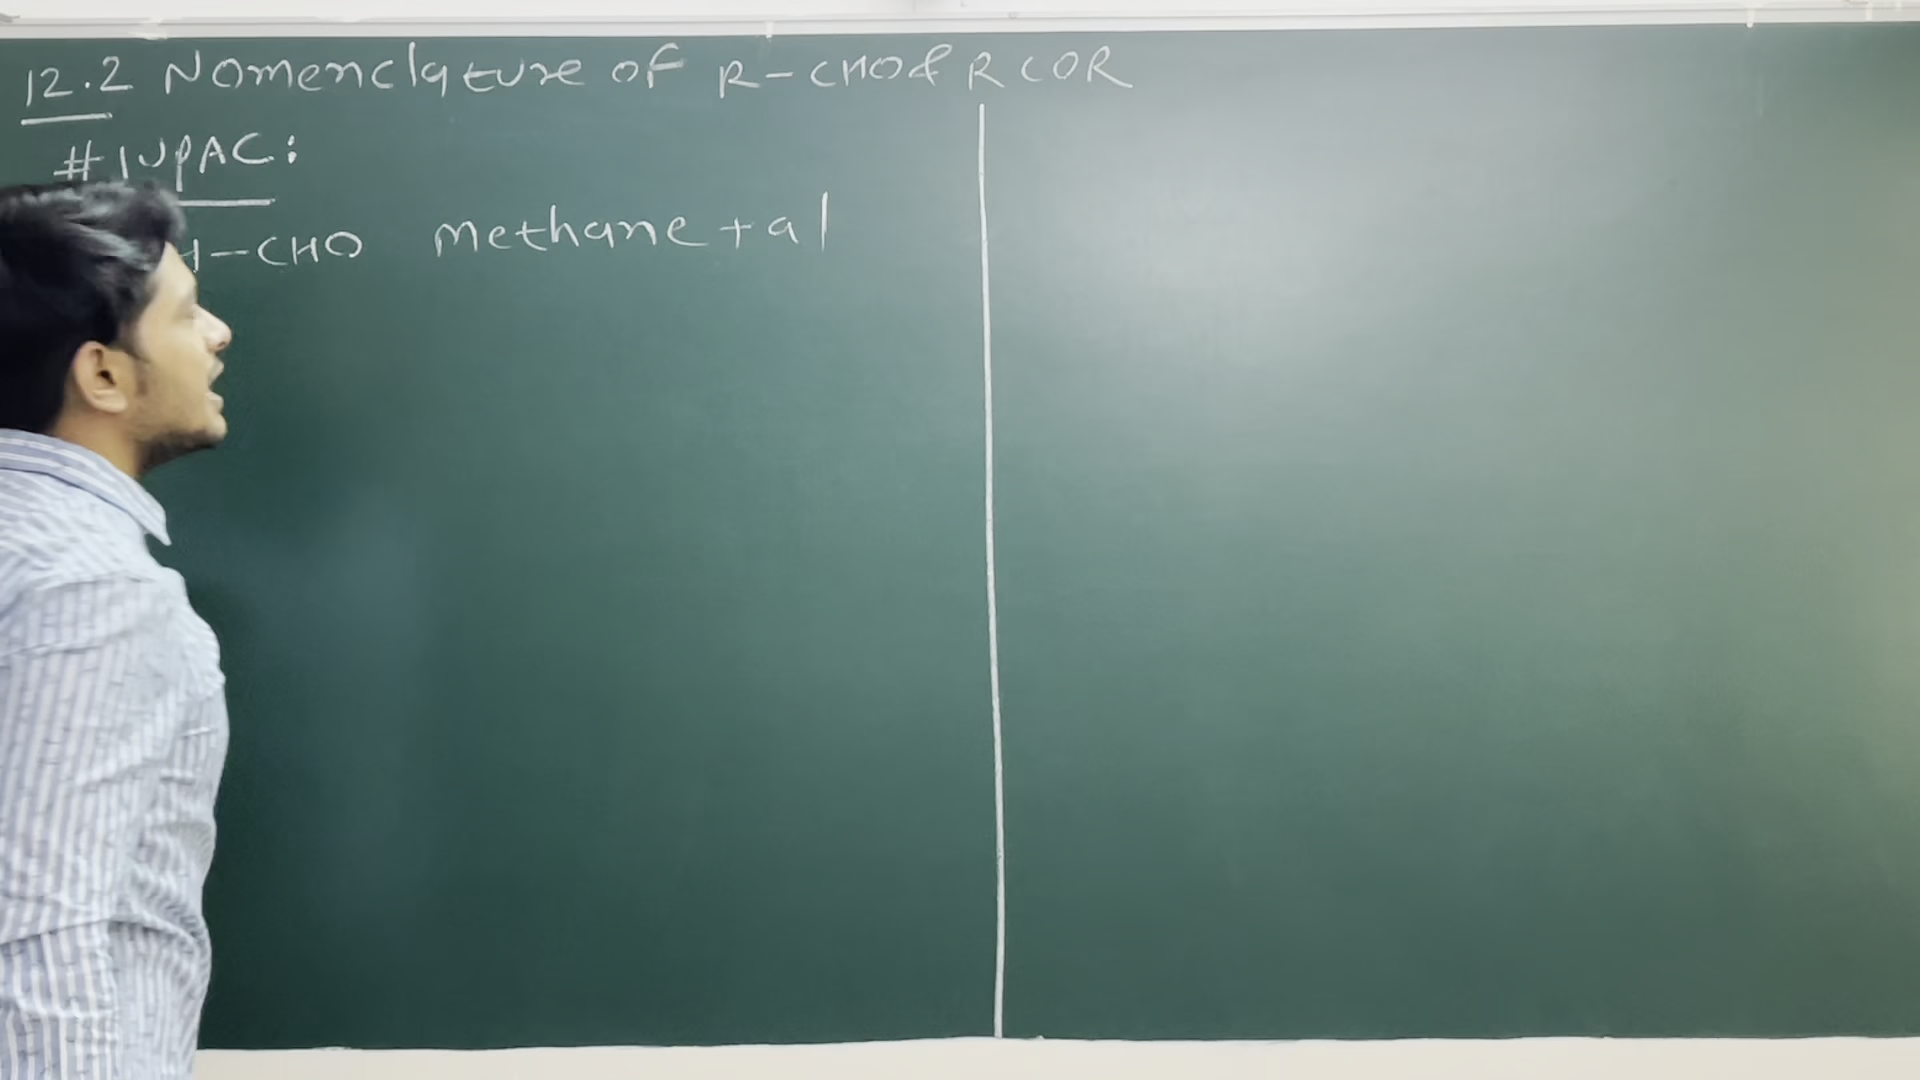 12.2 Nomenclature of R-CHO & RCOR
# IUPAC:
H-CHO methane + al